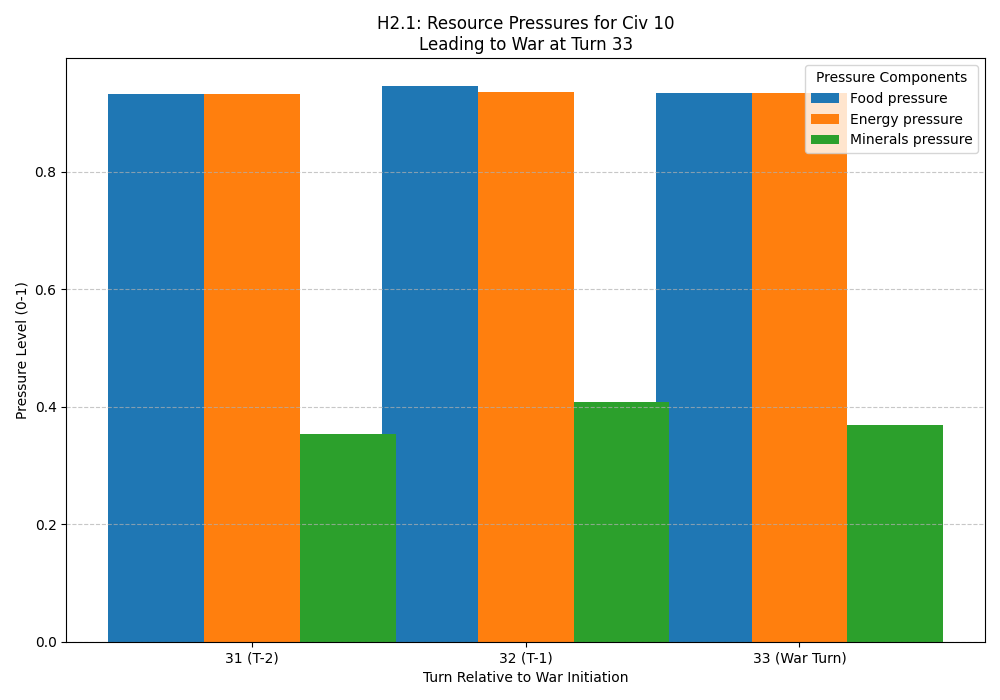 H2.1: Resource Pressures for Civ 10
Leading to War at Turn 33
Pressure Components
Food pressure
Energy pressure
Minerals pressure
Pressure Level (0-1)
0.8
0.6
0.4
0.2
0.0
31 (T-2)
32 (T-1)
33 (War Turn)
Turn Relative to War Initiation